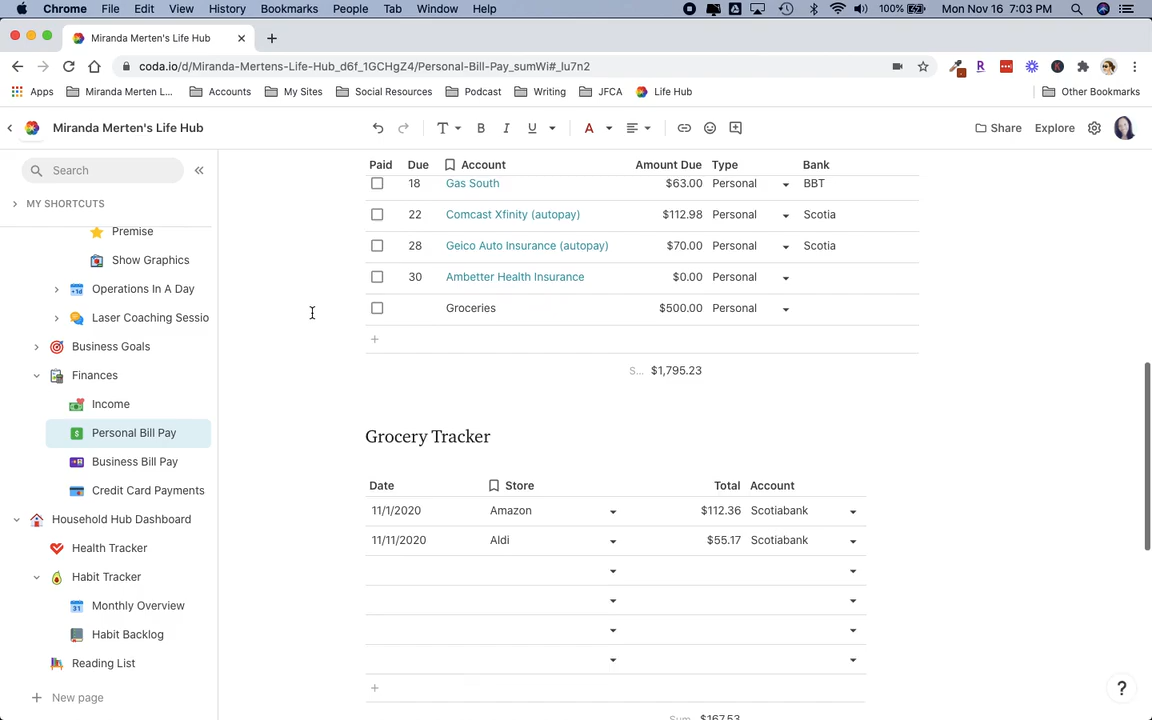 Chrome File Edit View History Bookmarks People Tab Window Help 100% Mon Nov 16 7:03 PM
Miranda Merten's Life Hub
coda.io/d/Miranda-Mertens-Life-Hub_d6f_1GCHgZ4/Personal-Bill-Pay_sumWi#_lu7n2
Apps Miranda Merten L... Accounts My Sites Social Resources Podcast Writing JFCA Life Hub Other Bookmarks
Miranda Merten's Life Hub T B I U A Share Explore
Search
MY SHORTCUTS
Premise
Show Graphics
Operations In A Day
Laser Coaching Sessio
Business Goals
Finances
Income
Personal Bill Pay
Business Bill Pay
Credit Card Payments
Household Hub Dashboard
Health Tracker
Habit Tracker
Monthly Overview
Habit Backlog
Reading List
+ New page
Paid Due Account Amount Due Type Bank
18 Gas South $63.00 Personal BBT
22 Comcast Xfinity (autopay) $112.98 Personal Scotia
28 Geico Auto Insurance (autopay) $70.00 Personal Scotia
30 Ambetter Health Insurance $0.00 Personal
Groceries $500.00 Personal
+
S... $1,795.23
Grocery Tracker
Date Store Total Account
11/1/2020 Amazon $112.36 Scotiabank
11/11/2020 Aldi $55.17 Scotiabank
+
Sum $167.53
?